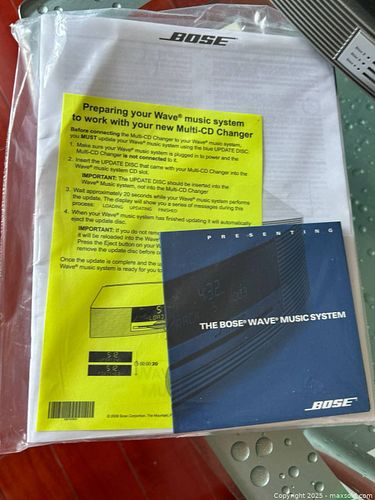 BOSE
Preparing your Wave® music system
to work with your new Multi-CD Changer
Before connecting the Multi-CD Changer to your Wave® music system,
you MUST update your Wave® music system using the blue UPDATE DISC.
1. Make sure your Wave® music system is plugged in to power and the
Multi-CD Changer is not connected to it.
2. Insert the UPDATE DISC that came with your Multi-CD Changer into the
Wave® music system CD slot.
IMPORTANT: The UPDATE DISC should be inserted into the
Wave® Music system, not into the Multi-CD Changer
3. Wait approximately 20 seconds while your Wave® music system performs
the update. The display will show you a series of messages during this
process: LOADING UPDATING FINISHED
4. When your Wave® music system has finished updating it will automatically
eject the update disc.
IMPORTANT: If you do not remo
it will be reloaded into the Wave®
Press the Eject button on your W
remove the update disc before co
Once the update is complete and the u
Wave® music system is ready for you to
00:00:20
PRESENTING
THE BOSE® WAVE® MUSIC SYSTEM
BOSE
Copyright 2025 - maxsold.com